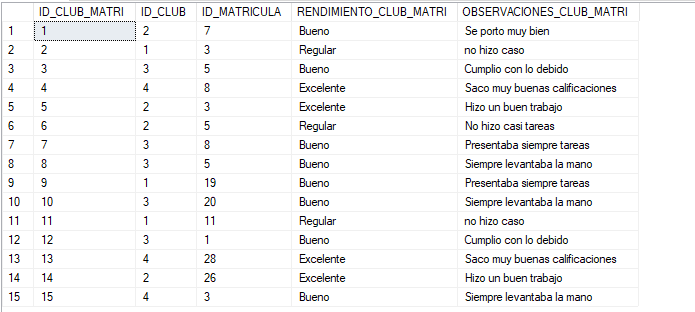 ID_CLUB_MATRI ID_CLUB ID_MATRICULA RENDIMIENTO_CLUB_MATRI OBSERVACIONES_CLUB_MATRI
1 1 2 7 Bueno Se porto muy bien
2 2 1 3 Regular no hizo caso
3 3 3 5 Bueno Cumplio con lo debido
4 4 4 8 Excelente Saco muy buenas calificaciones
5 5 2 3 Excelente Hizo un buen trabajo
6 6 2 5 Regular No hizo casi tareas
7 7 3 8 Bueno Presentaba siempre tareas
8 8 3 5 Bueno Siempre levantaba la mano
9 9 1 19 Bueno Presentaba siempre tareas
10 10 3 20 Bueno Siempre levantaba la mano
11 11 1 11 Regular no hizo caso
12 12 3 1 Bueno Cumplio con lo debido
13 13 4 28 Excelente Saco muy buenas calificaciones
14 14 2 26 Excelente Hizo un buen trabajo
15 15 4 3 Bueno Siempre levantaba la mano